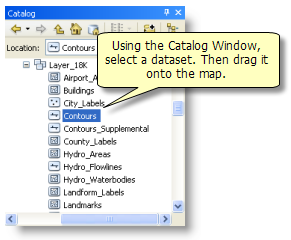 Catalog
Location: Contours
Using the Catalog Window,
select a dataset. Then drag it
onto the map.
Layer_18K
Airport_A
Buildings
City_Labels
Contours
Contours_Supplemental
County_Labels
Hydro_Areas
Hydro_Flowlines
Hydro_Waterbodies
Landform_Labels
Landmarks